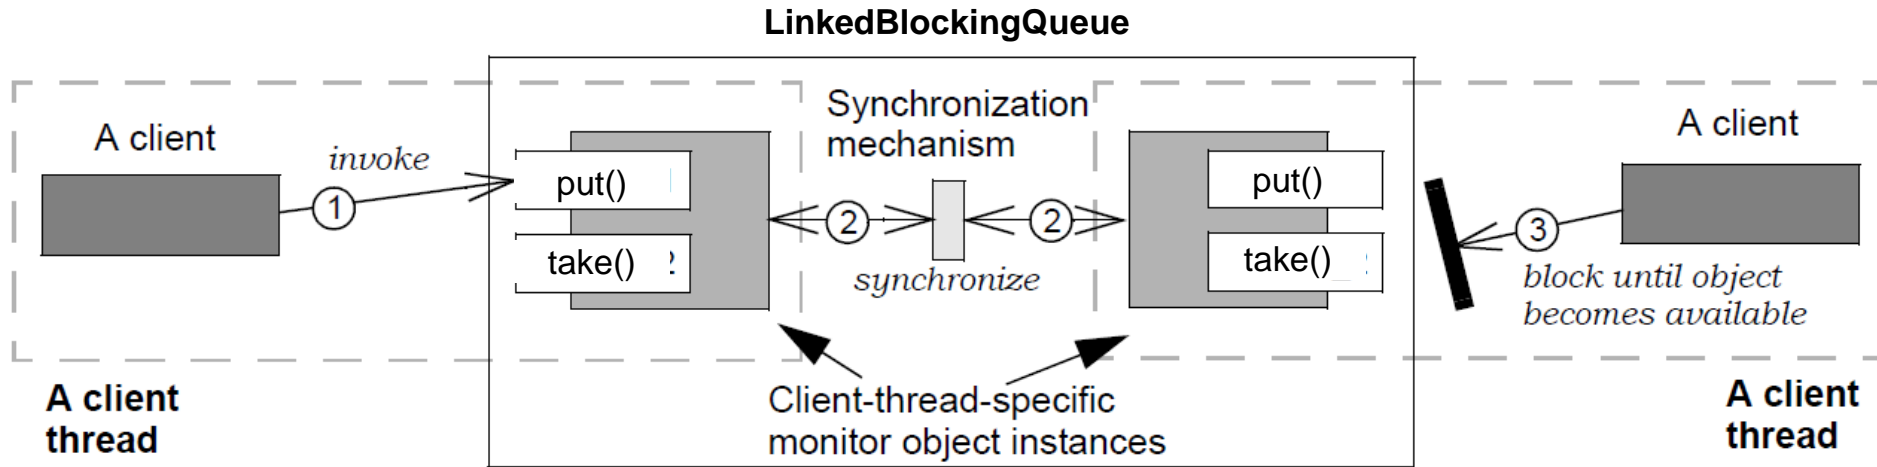 LinkedBlockingQueue
A client
invoke
1
put()
take() 2
2
Synchronization
mechanism
synchronize
2
put()
take()
3
A client
block until object
becomes available
A client
thread
Client-thread-specific
monitor object instances
A client
thread